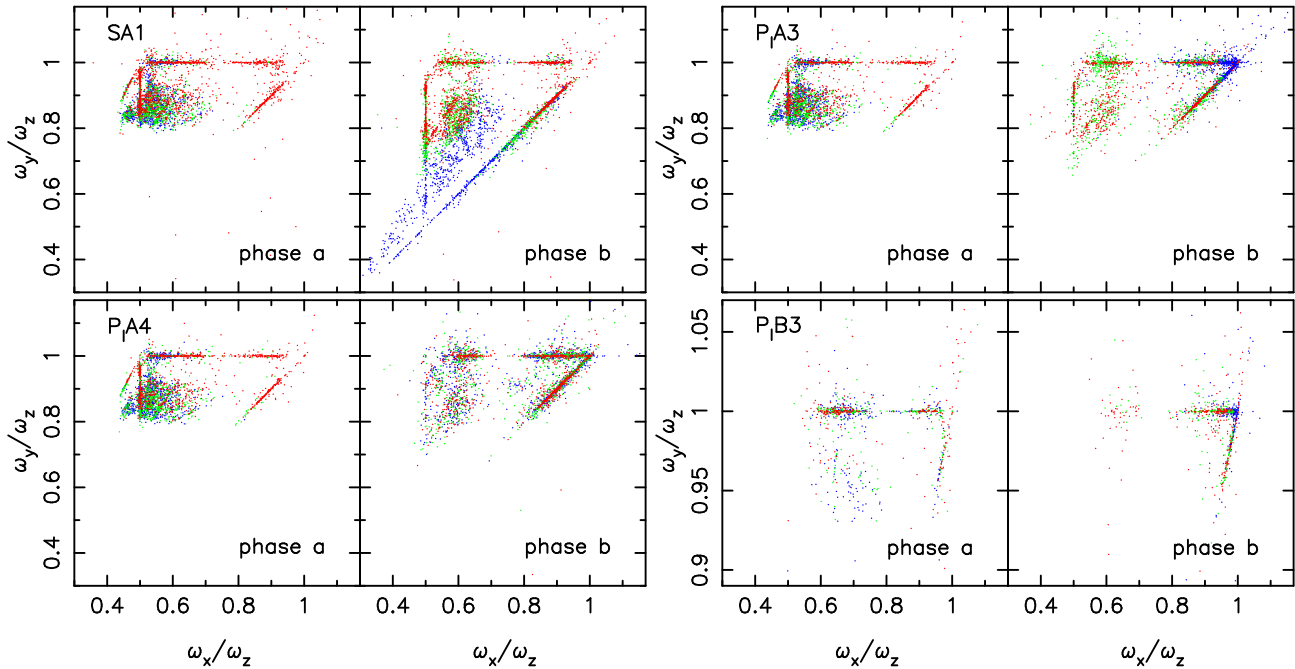 SA1
phase a
phase b
P_IA3
phase a
phase b
P_IA4
phase a
phase b
P_IB3
phase a
phase b
ω_y/ω_z
0.4
0.6
0.8
1
ω_y/ω_z
0.4
0.6
0.8
1
ω_y/ω_z
0.4
0.6
0.8
1
ω_y/ω_z
0.9
0.95
1
1.05
0.4 0.6 0.8 1
0.4 0.6 0.8 1
0.4 0.6 0.8 1
0.4 0.6 0.8 1
ω_x/ω_z
ω_x/ω_z
ω_x/ω_z
ω_x/ω_z